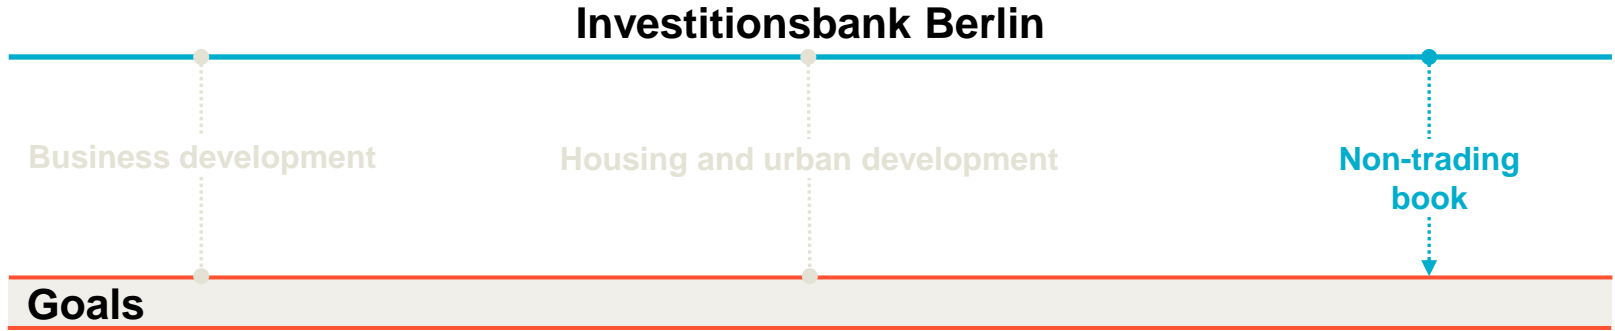 Investitionsbank Berlin
Business development
Housing and urban development
Non-trading
book
Goals